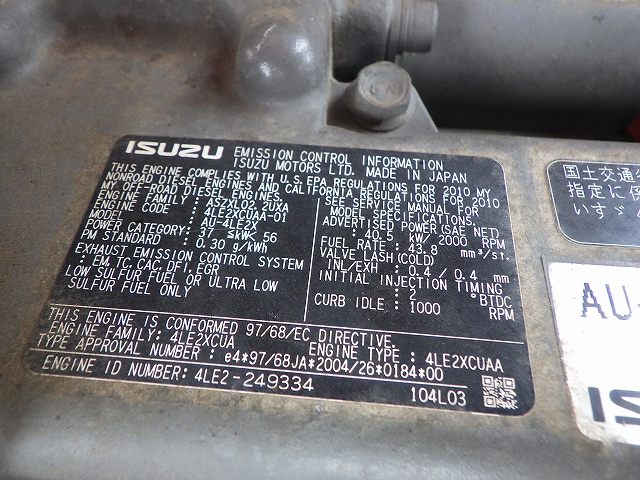 ISUZU EMISSION CONTROL INFORMATION
ISUZU MOTORS LTD. MADE IN JAPAN
THIS ENGINE COMPLIES WITH U.S. EPA REGULATIONS FOR 2010 MY
NONROAD DIESEL ENGINES AND CALIFORNIA REGULATIONS FOR 2010
MY OFF-ROAD DIESEL ENGINES.
ENGINE FAMILY : ASZXL02.2UXA
ENGINE CODE : 4LE2XCUAA-01
MODEL : AU-4LE2X
POWER CATEGORY: 37 ≤kW< 56
PM STANDARD : 0.30 g/kWh
EXHAUST EMISSION CONTROL SYSTEM
: EM, TC, CAC, DFI, EGR
LOW SULFUR FUEL OR ULTRA LOW
SULFUR FUEL ONLY
SEE SERVICE MANUAL FOR
MODEL SPECIFICATIONS.
ADVERTISED POWER(SAE NET)
: 40.5 kW/ 2000 RPM
FUEL RATE: 43.8 mm³/st.
VALVE LASH(COLD)
INL/EXH : 0.4 / 0.4 mm
INITIAL INJECTION TIMING
: 2 °BTDC
CURB IDLE : 1000 RPM
THIS ENGINE IS CONFORMED 97/68/EC DIRECTIVE.
ENGINE FAMILY: 4LE2XCUA ENGINE TYPE : 4LE2XCUAA
TYPE APPROVAL NUMBER : e4*97/68JA*2004/26*0184*00
ENGINE ID NUMBER: 4LE2-249334 104L03
国土交通
指定に係
いすゞ
AU-
IS